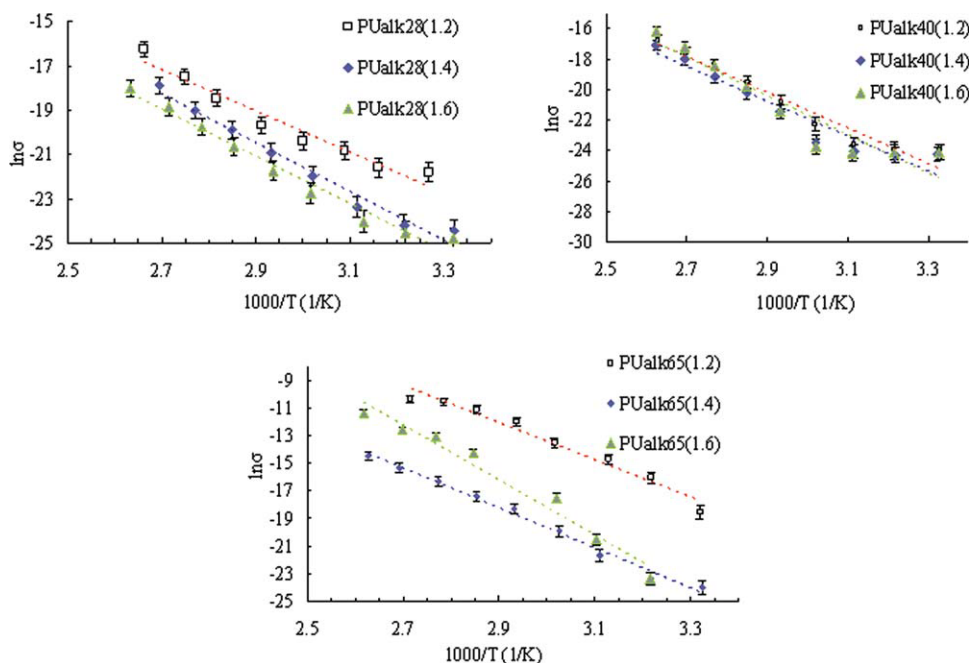 -15
-17
-19
-21
-23
-25
lnσ
2.5 2.7 2.9 3.1 3.3
1000/T (1/K)
PUalk28(1.2)
PUalk28(1.4)
PUalk28(1.6)
-15
-18
-20
-22
-24
-26
-28
-30
lnσ
2.5 2.7 2.9 3.1 3.3
1000/T (1/K)
PUalk40(1.2)
PUalk40(1.4)
PUalk40(1.6)
-9
-11
-13
-15
-17
-19
-21
-23
-25
lnσ
2.5 2.7 2.9 3.1 3.3
1000/T (1/K)
PUalk65(1.2)
PUalk65(1.4)
PUalk65(1.6)